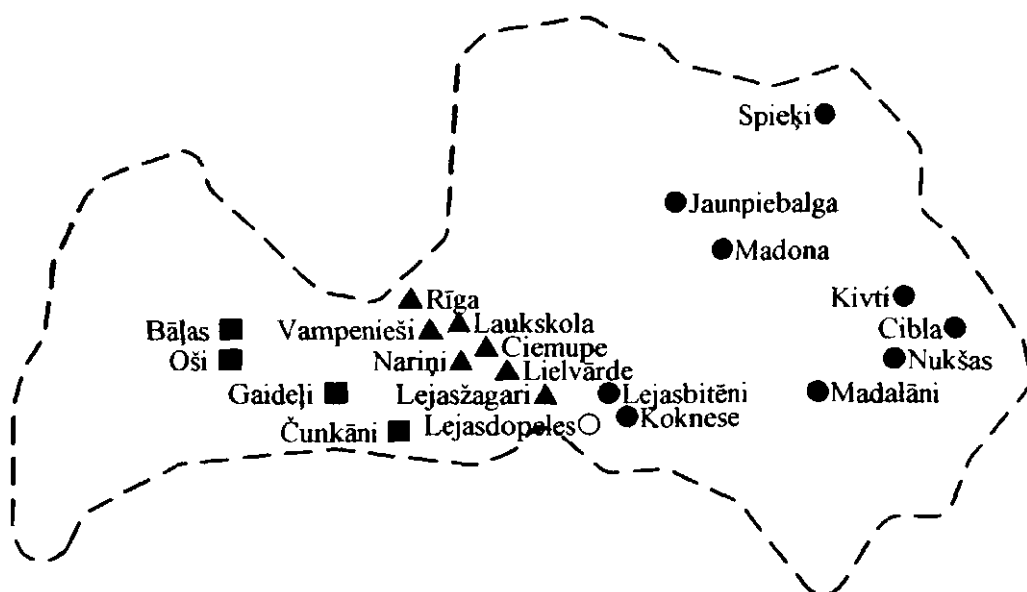 Spieķi
Jaunpiebalga
Madona
Kivti
Rīga
Laukskola
Cibla
Bāļas
Vampenieši
Ciemupe
Oši
Nariņi
Nukšas
Lielvārde
Gaideļi
Lejasžagari
Lejasbitēni
Madalāni
Koknese
Čunkāni
Lejasdopeles